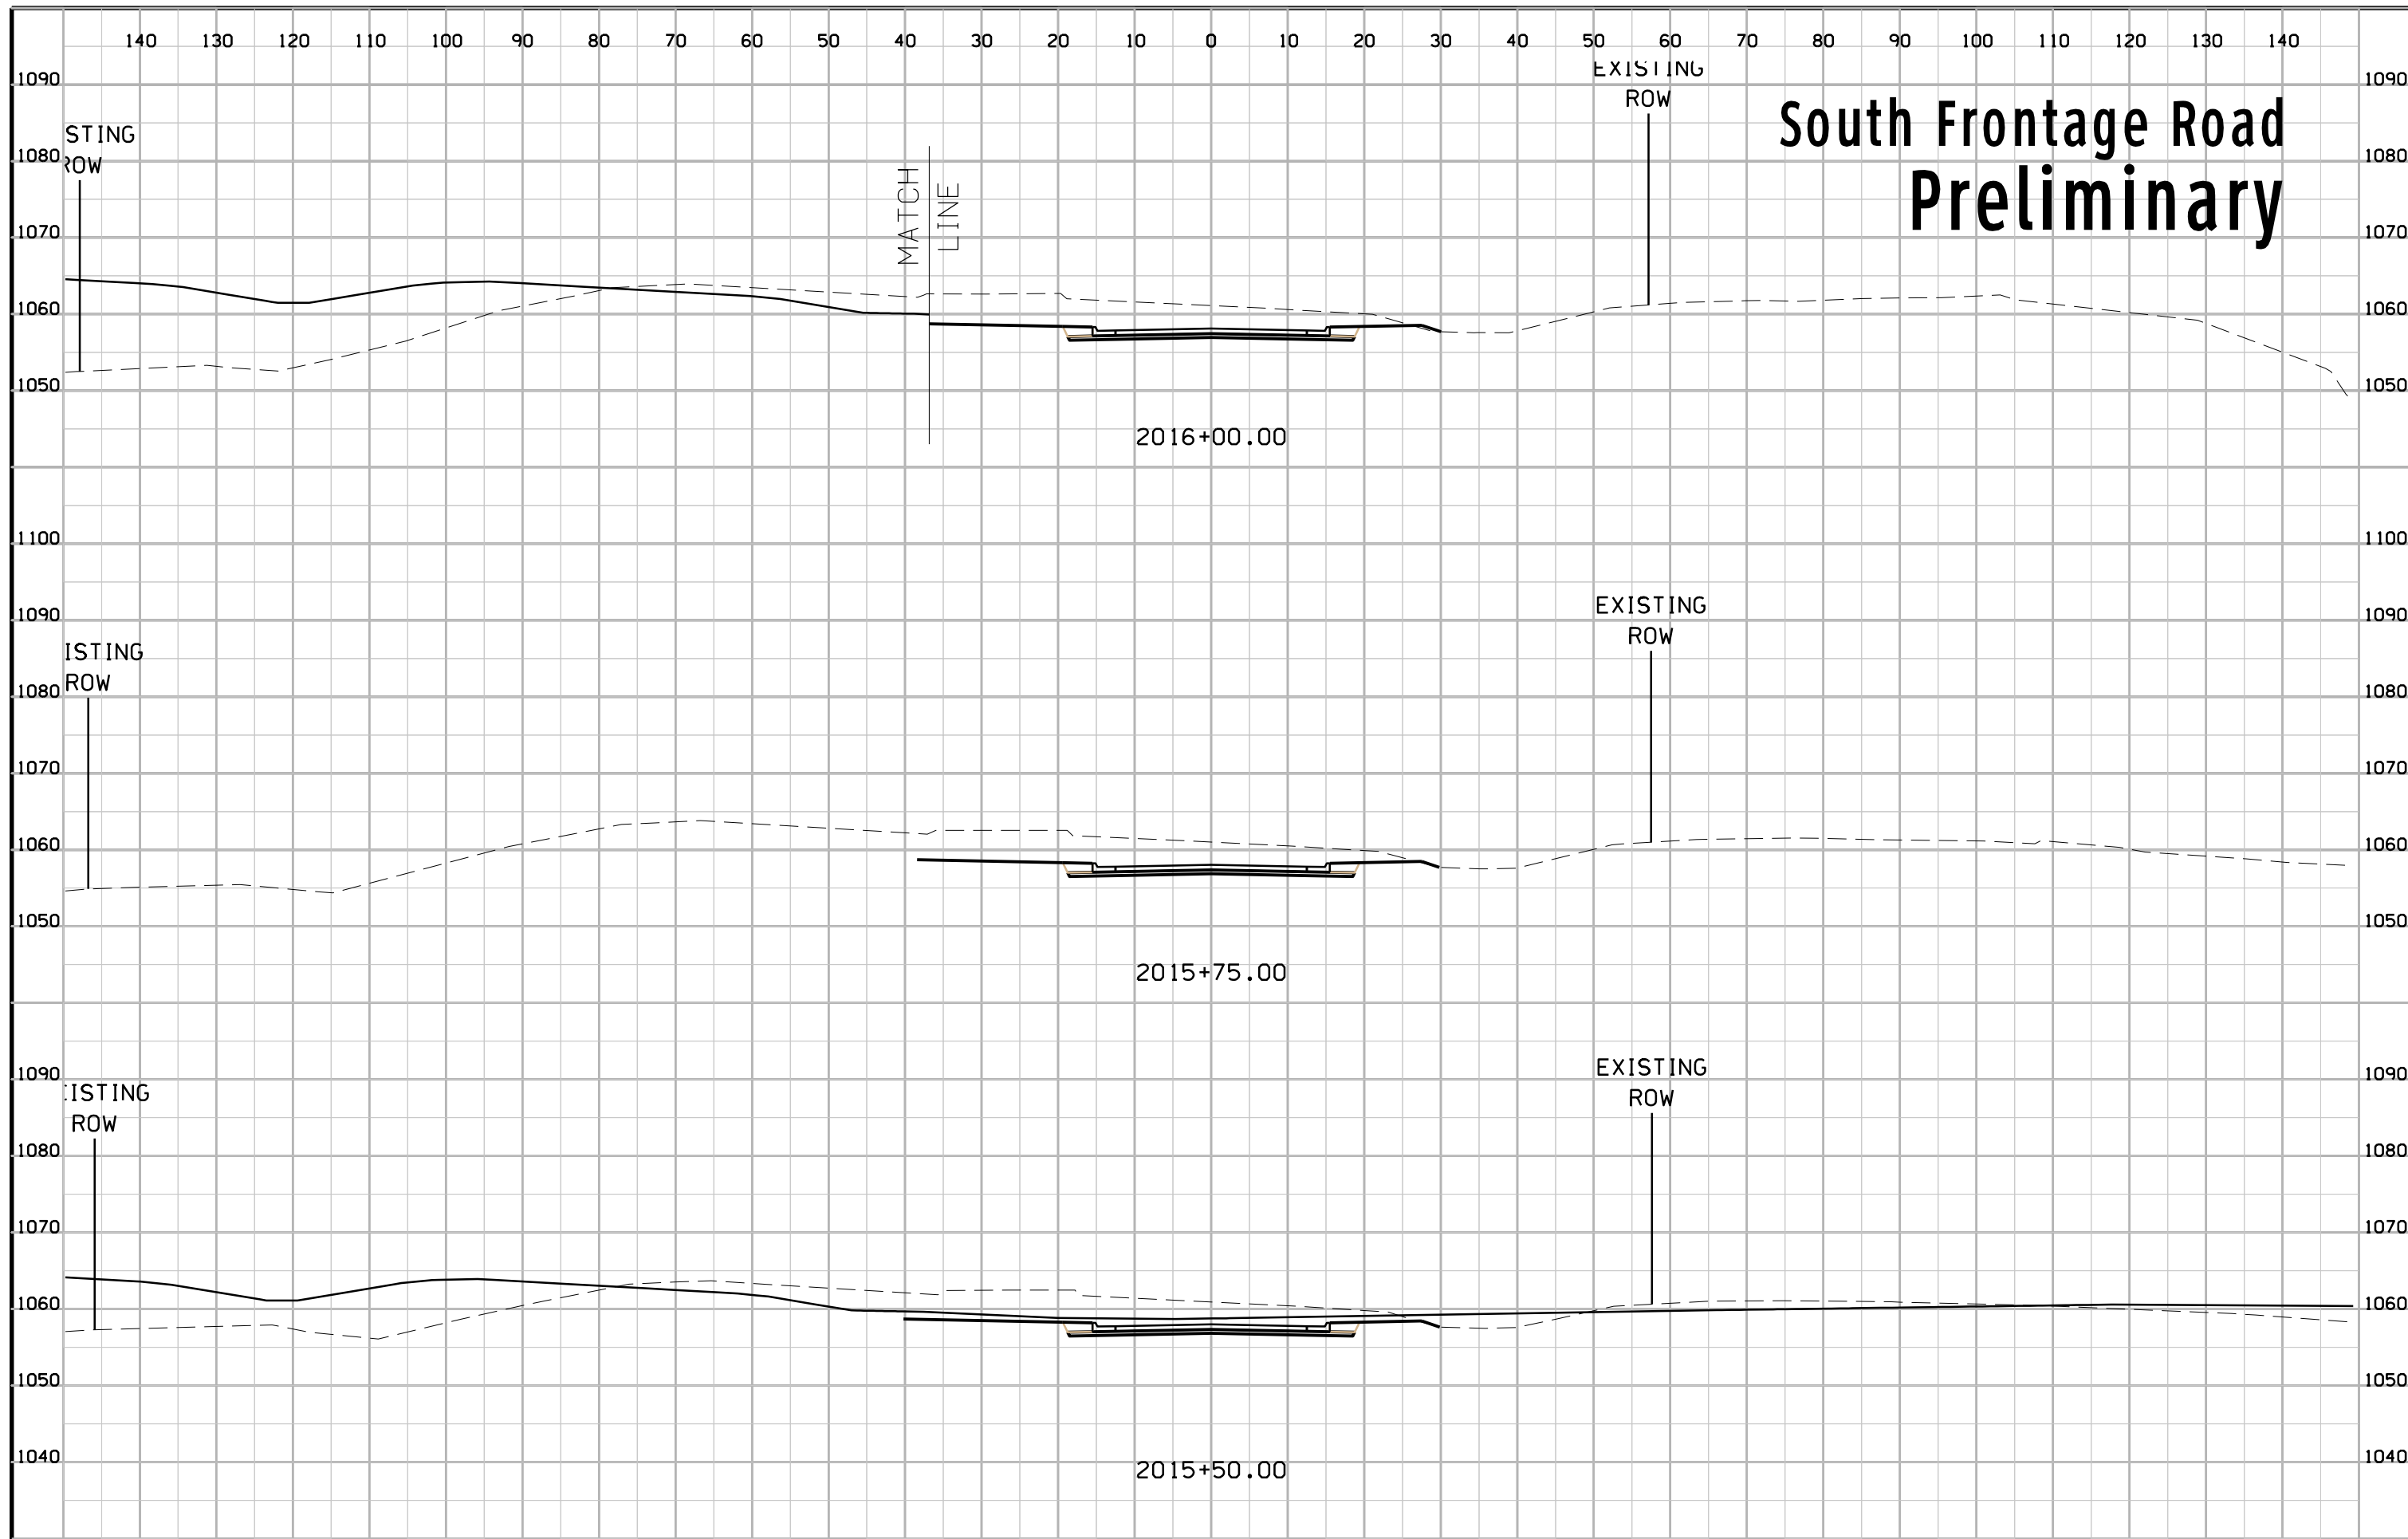 140 130 120 110 100 90 80 70 60 50 40 30 20 10 0 10 20 30 40 50 60 70 80 90 100 110 120 130 140
EXISTING
ROW
1090 1090
South Frontage Road
Preliminary
STING
ROW
1080 1080
MATCH
LINE
1070 1070
1060 1060
1050 1050
2016+00.00
1100 1100
EXISTING
ROW
1090 1090
ISTING
ROW
1080 1080
1070 1070
1060 1060
1050 1050
2015+75.00
EXISTING
ROW
1090 1090
ISTING
ROW
1080 1080
1070 1070
1060 1060
1050 1050
1040 1040
2015+50.00